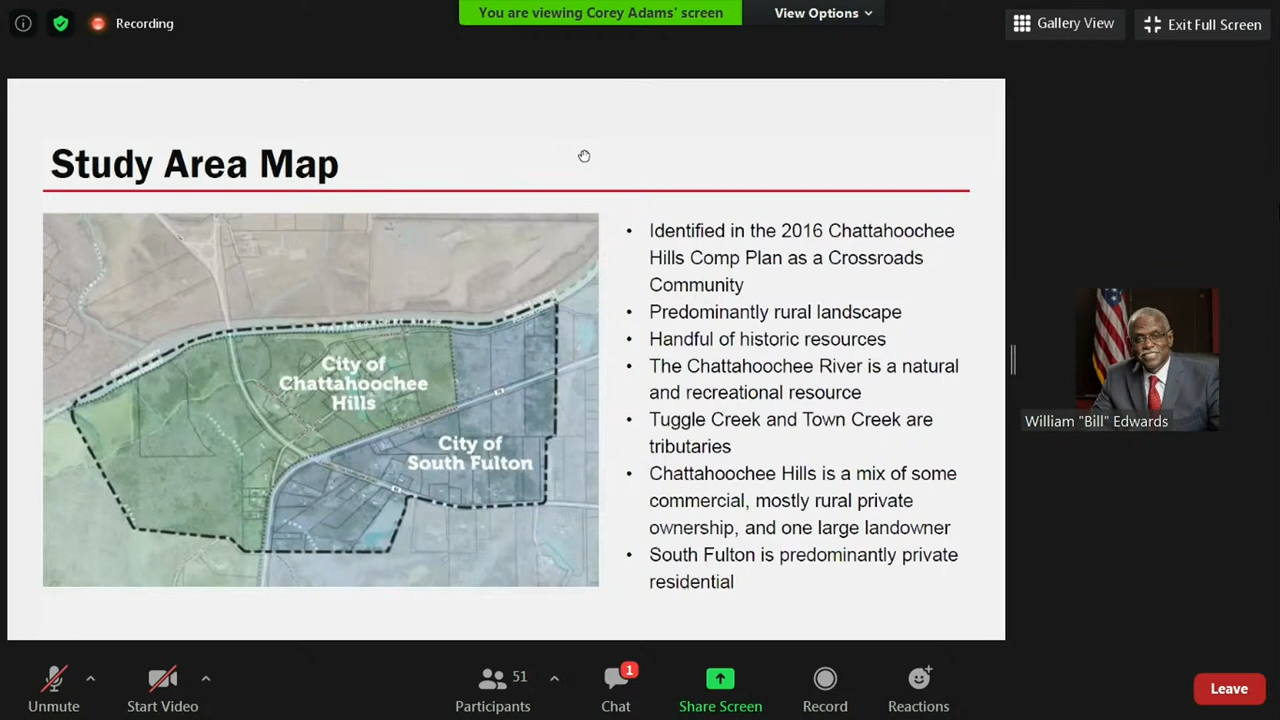 Recording
You are viewing Corey Adams' screen
View Options
Gallery View
Exit Full Screen
Study Area Map
City of
Chattahoochee
Hills
City of
South Fulton
• Identified in the 2016 Chattahoochee
Hills Comp Plan as a Crossroads
Community
• Predominantly rural landscape
• Handful of historic resources
• The Chattahoochee River is a natural
and recreational resource
• Tuggle Creek and Town Creek are
tributaries
• Chattahoochee Hills is a mix of some
commercial, mostly rural private
ownership, and one large landowner
• South Fulton is predominantly private
residential
William "Bill" Edwards
Unmute
Start Video
51
Participants
1
Chat
Share Screen
Record
Reactions
Leave